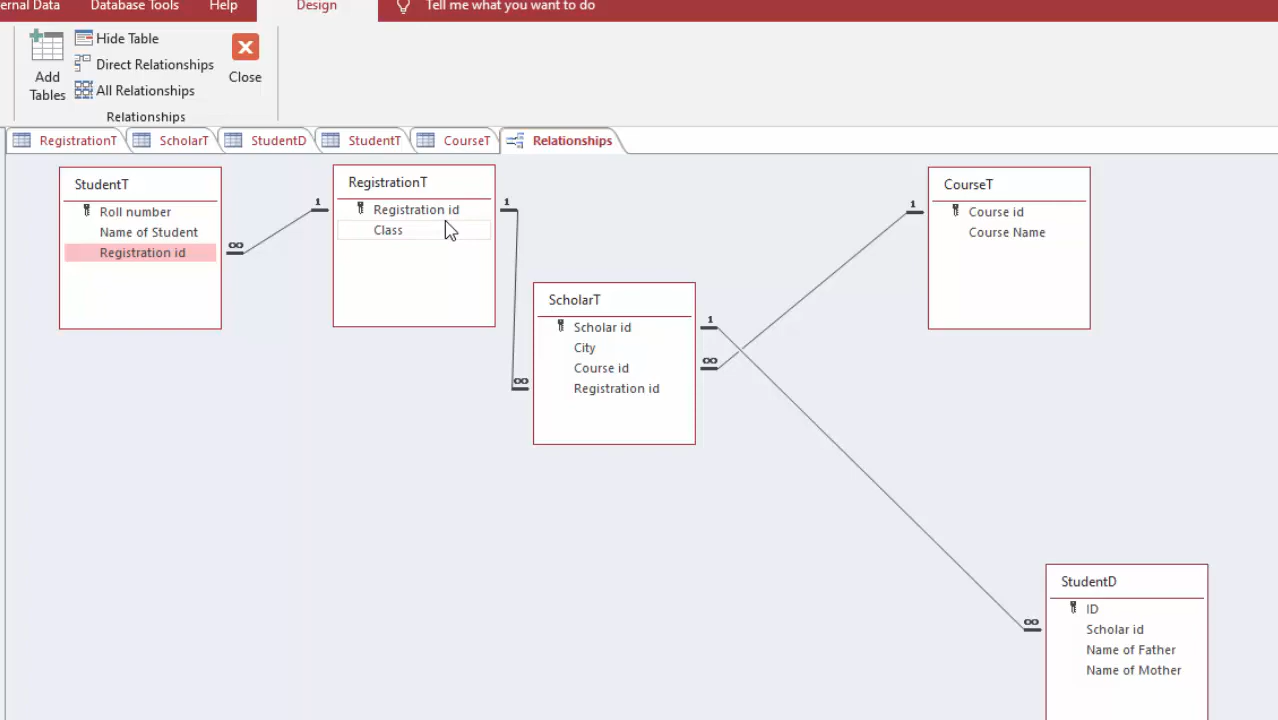 ernal Data Database Tools Help Design Tell me what you want to do
Hide Table
Direct Relationships
All Relationships
Add
Tables
Close
Relationships
RegistrationT ScholarT StudentD StudentT CourseT Relationships
StudentT
Roll number
Name of Student
Registration id
1
∞
RegistrationT
Registration id
Class
1
∞
ScholarT
Scholar id
City
Course id
Registration id
1
∞
CourseT
Course id
Course Name
1
∞
StudentD
ID
Scholar id
Name of Father
Name of Mother